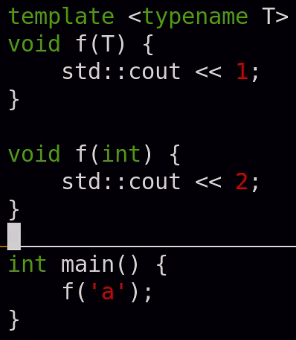 template <typename T>
void f(T) {
    std::cout << 1;
}

void f(int) {
    std::cout << 2;
}

int main() {
    f('a');
}